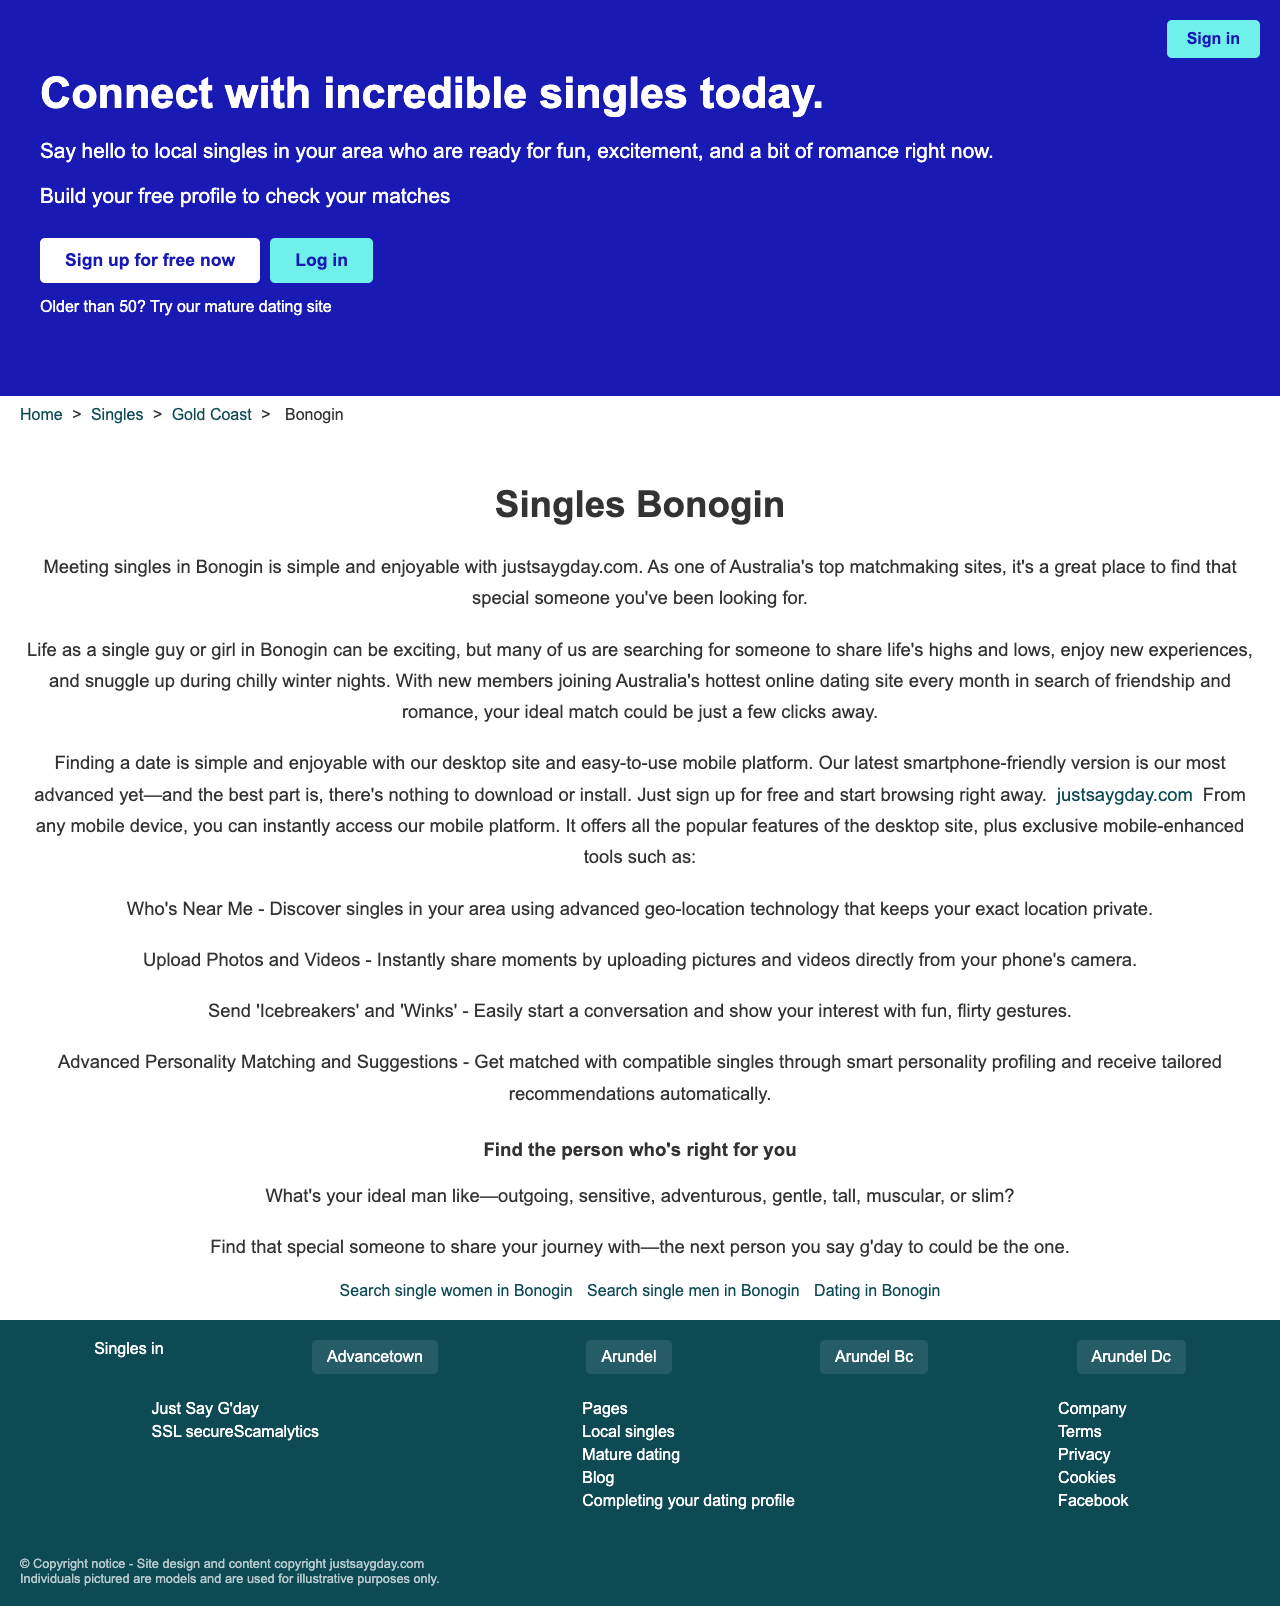 Sign in
Connect with incredible singles today.
Say hello to local singles in your area who are ready for fun, excitement, and a bit of romance right now.
Build your free profile to check your matches
Sign up for free now
Log in
Older than 50? Try our mature dating site
Home > Singles > Gold Coast > Bonogin
Singles Bonogin
Meeting singles in Bonogin is simple and enjoyable with justsaygday.com. As one of Australia's top matchmaking sites, it's a great place to find that
special someone you've been looking for.
Life as a single guy or girl in Bonogin can be exciting, but many of us are searching for someone to share life's highs and lows, enjoy new experiences,
and snuggle up during chilly winter nights. With new members joining Australia's hottest online dating site every month in search of friendship and
romance, your ideal match could be just a few clicks away.
Finding a date is simple and enjoyable with our desktop site and easy-to-use mobile platform. Our latest smartphone-friendly version is our most
advanced yet—and the best part is, there's nothing to download or install. Just sign up for free and start browsing right away. justsaygday.com From
any mobile device, you can instantly access our mobile platform. It offers all the popular features of the desktop site, plus exclusive mobile-enhanced
tools such as:
Who's Near Me - Discover singles in your area using advanced geo-location technology that keeps your exact location private.
Upload Photos and Videos - Instantly share moments by uploading pictures and videos directly from your phone's camera.
Send 'Icebreakers' and 'Winks' - Easily start a conversation and show your interest with fun, flirty gestures.
Advanced Personality Matching and Suggestions - Get matched with compatible singles through smart personality profiling and receive tailored
recommendations automatically.
Find the person who's right for you
What's your ideal man like—outgoing, sensitive, adventurous, gentle, tall, muscular, or slim?
Find that special someone to share your journey with—the next person you say g'day to could be the one.
Search single women in Bonogin Search single men in Bonogin Dating in Bonogin
Singles in
Advancetown
Arundel
Arundel Bc
Arundel Dc
Just Say G'day
SSL secureScamalytics
Pages
Local singles
Mature dating
Blog
Completing your dating profile
Company
Terms
Privacy
Cookies
Facebook
© Copyright notice - Site design and content copyright justsaygday.com
Individuals pictured are models and are used for illustrative purposes only.